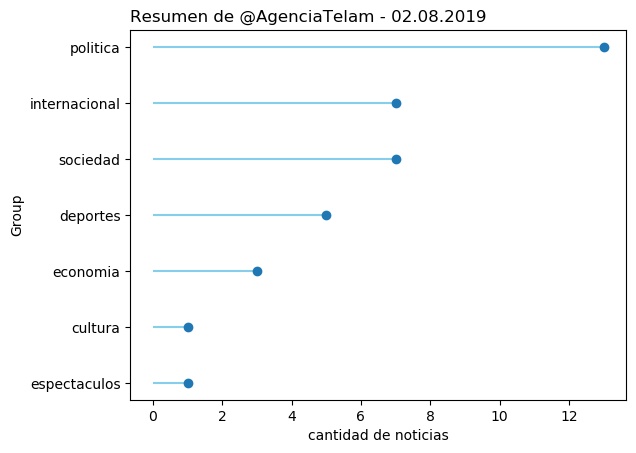 Resumen de @AgenciaTelam - 02.08.2019
politica
internacional
sociedad
deportes
economia
cultura
espectaculos
Group
0 2 4 6 8 10 12
cantidad de noticias